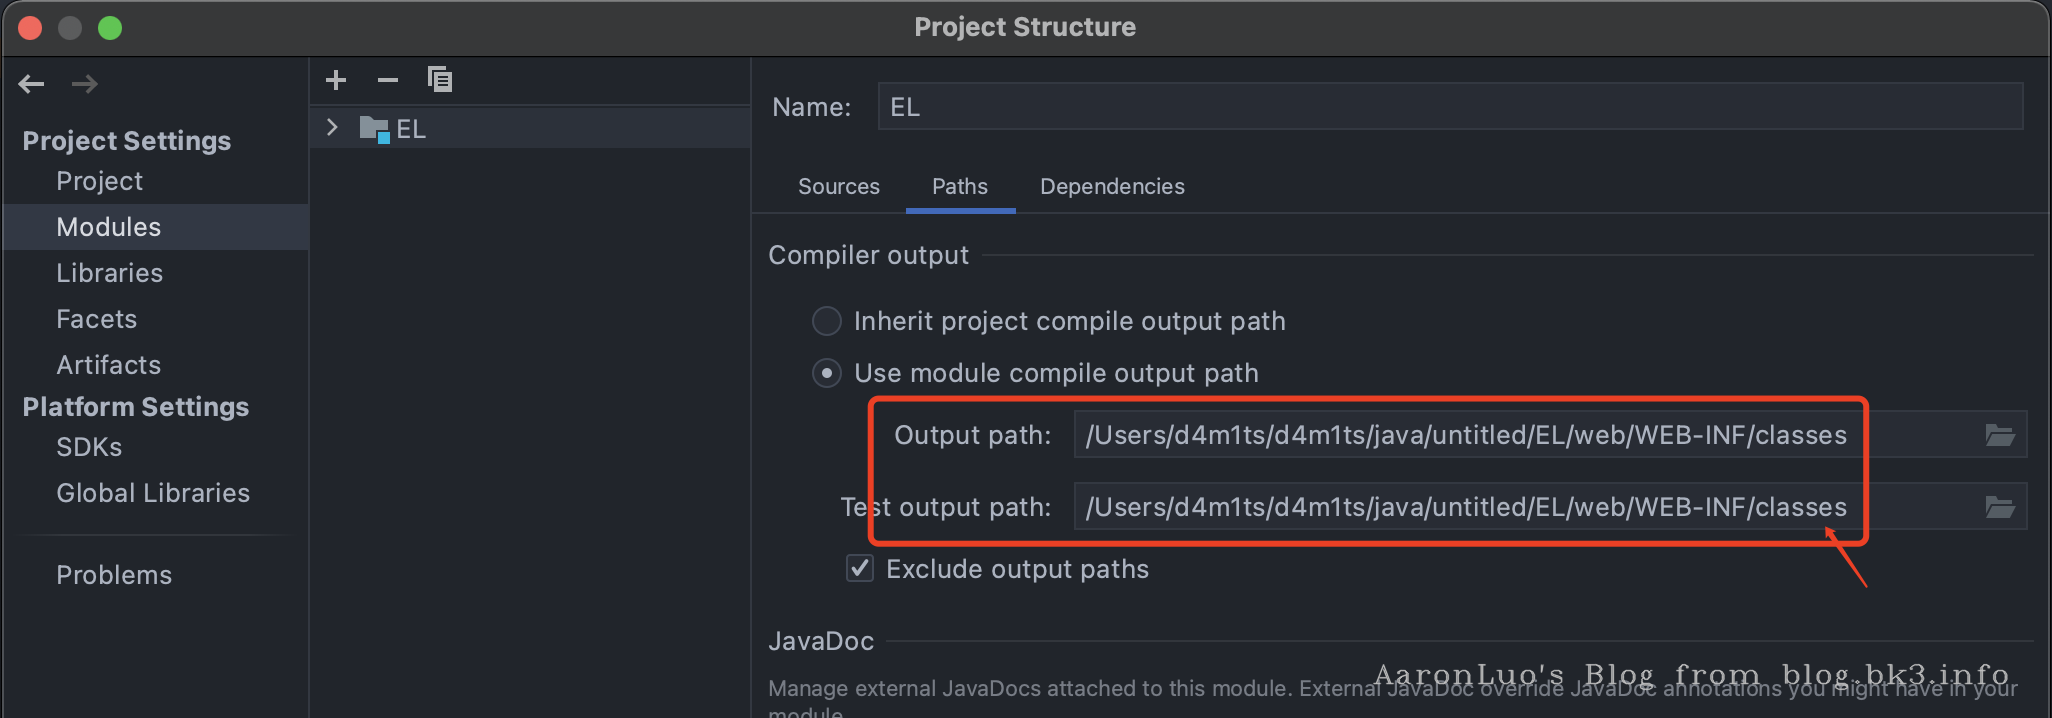 Project Structure
Project Settings
Project
Modules
Libraries
Facets
Artifacts
Platform Settings
SDKs
Global Libraries
Problems
EL
Name: EL
Sources Paths Dependencies
Compiler output
Inherit project compile output path
Use module compile output path
Output path: /Users/d4m1ts/d4m1ts/java/untitled/EL/web/WEB-INF/classes
Test output path: /Users/d4m1ts/d4m1ts/java/untitled/EL/web/WEB-INF/classes
Exclude output paths
JavaDoc
AaronLuo's Blog from blog.bk3.info
Manage external JavaDocs attached to this module. External JavaDoc override JavaDoc annotations you might have in your
module.